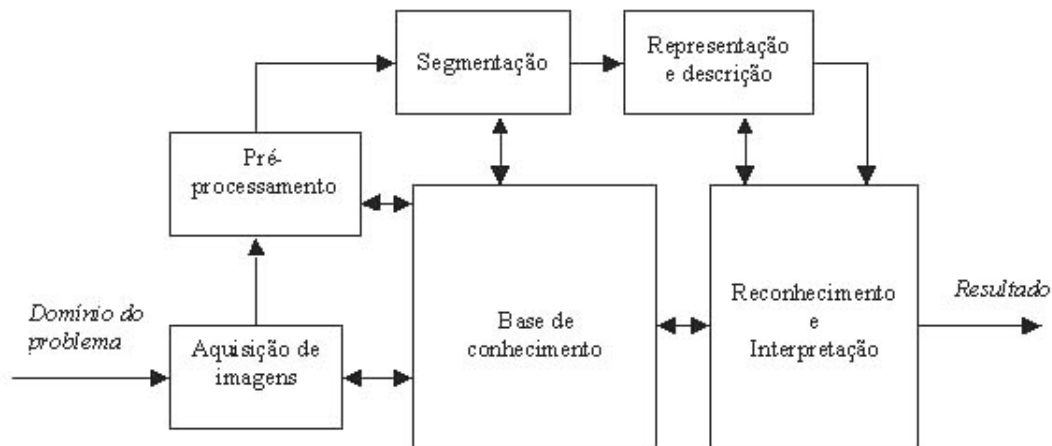 Segmentação
Representação
e descrição
Pré-
processamento
Domínio do
problema
Aquisição de
imagens
Base de
conhecimento
Reconhecimento
e
Interpretação
Resultado